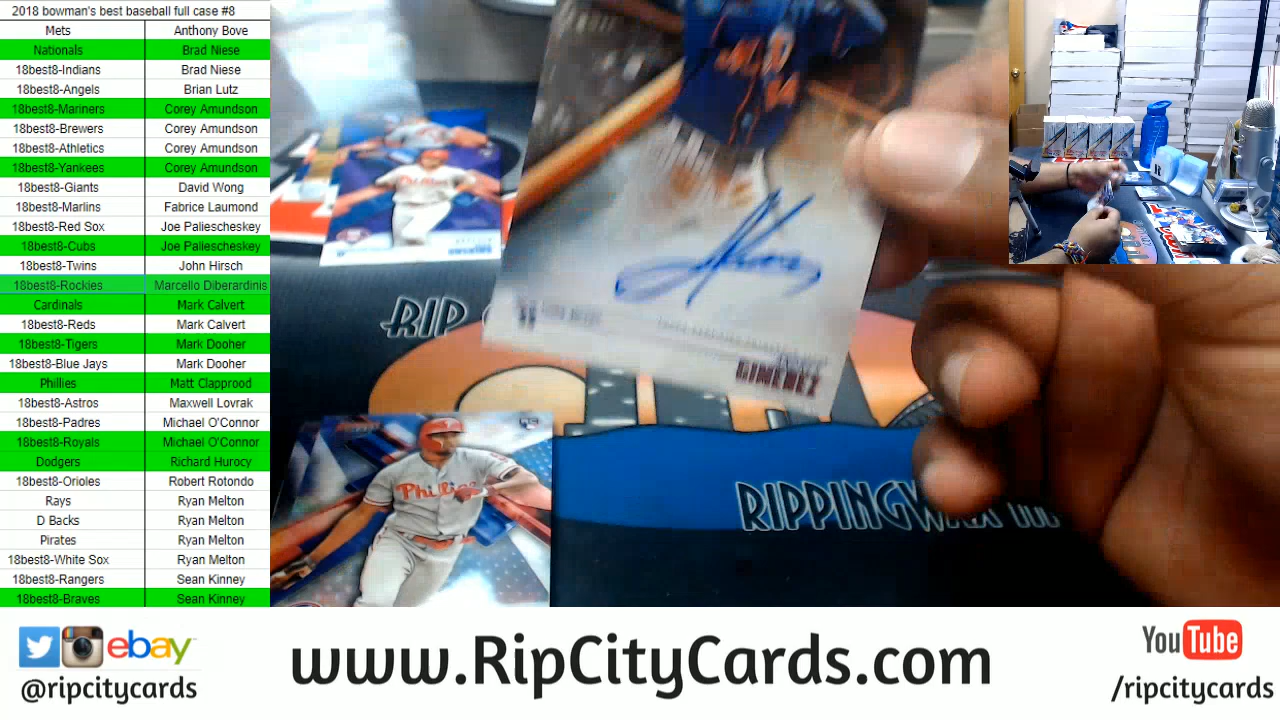 2018 bowman's best baseball full case #8
Mets Anthony Bove
Nationals Brad Niese
18best8-Indians Brad Niese
18best8-Angels Brian Lutz
18best8-Mariners Corey Amundson
18best8-Brewers Corey Amundson
18best8-Athletics Corey Amundson
18best8-Yankees Corey Amundson
18best8-Giants David Wong
18best8-Marlins Fabrice Laumond
18best8-Red Sox Joe Paliescheskey
18best8-Cubs Joe Paliescheskey
18best8-Twins John Hirsch
18best8-Rockies Marcello Diberardinis
Cardinals Mark Calvert
18best8-Reds Mark Calvert
18best8-Tigers Mark Dooher
18best8-Blue Jays Mark Dooher
Phillies Matt Clapprood
18best8-Astros Maxwell Lovrak
18best8-Padres Michael O'Connor
18best8-Royals Michael O'Connor
Dodgers Richard Hurocy
18best8-Orioles Robert Rotondo
Rays Ryan Melton
D Backs Ryan Melton
Pirates Ryan Melton
18best8-White Sox Ryan Melton
18best8-Rangers Sean Kinney
18best8-Braves Sean Kinney
GIMENEZ
RIP
Phillies
RC
RIPPINGWAX
ebay
@ripcitycards
www.RipCityCards.com
YouTube
/ripcitycards